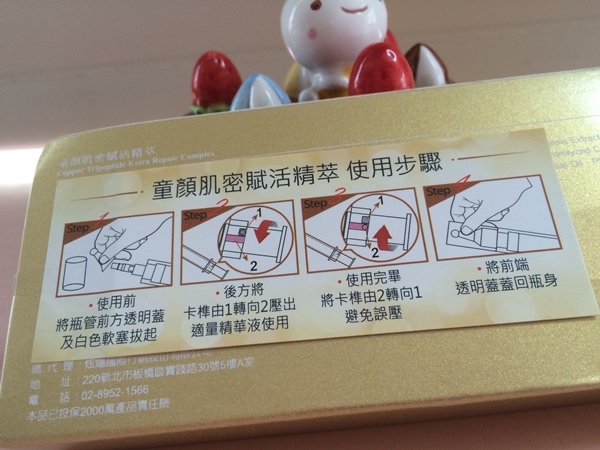 童顏肌密賦活精萃
Copper Tripeptide Extra Repair Complex
· 童顏肌密賦活精萃 使用步驟 ·
Step 1
· 使用前
將瓶管前方透明蓋
及白色軟塞拔起
Step 2
1
2
· 後方將
卡榫由1轉向2壓出
適量精華液使用
Step 3
1
2
· 使用完畢
將卡榫由2轉向1
避免誤壓
Step 4
· 將前端
透明蓋蓋回瓶身
總代理
地 址 : 220新北市板橋區實踐路30號5樓A室
電 話 : 02-8952-1566
本品已投保2000萬產品責任險